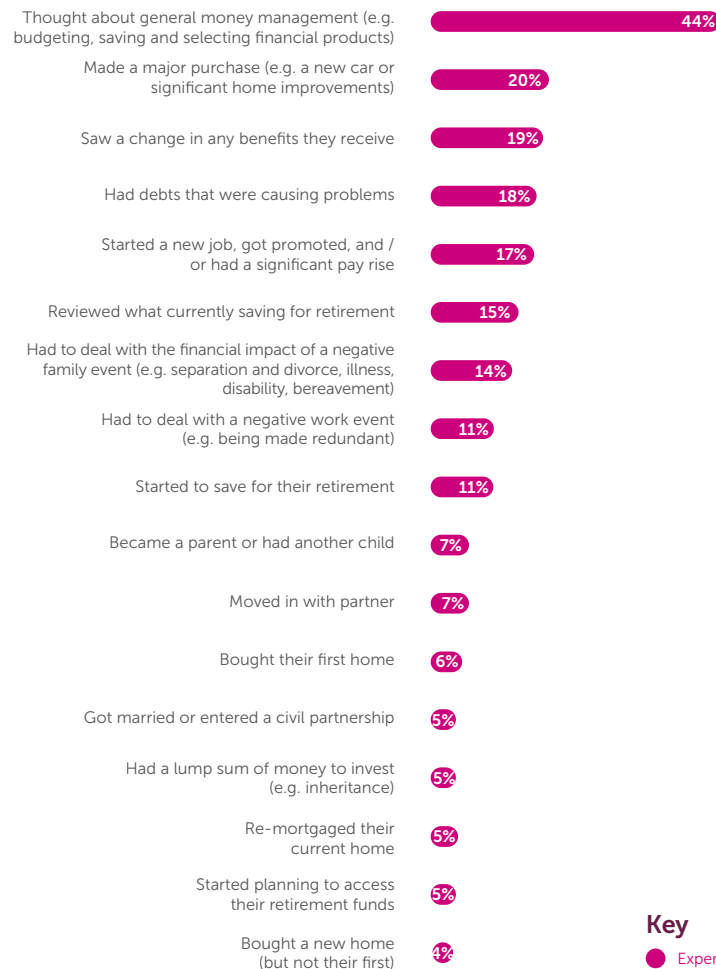 Thought about general money management (e.g.
budgeting, saving and selecting financial products)
44%
Made a major purchase (e.g. a new car or
significant home improvements)
20%
Saw a change in any benefits they receive
19%
Had debts that were causing problems
18%
Started a new job, got promoted, and /
or had a significant pay rise
17%
Reviewed what currently saving for retirement
15%
Had to deal with the financial impact of a negative
family event (e.g. separation and divorce, illness,
disability, bereavement)
14%
Had to deal with a negative work event
(e.g. being made redundant)
11%
Started to save for their retirement
11%
Became a parent or had another child
7%
Moved in with partner
7%
Bought their first home
6%
Got married or entered a civil partnership
5%
Had a lump sum of money to invest
(e.g. inheritance)
5%
Re-mortgaged their
current home
5%
Started planning to access
their retirement funds
5%
Bought a new home
(but not their first)
4%
Key